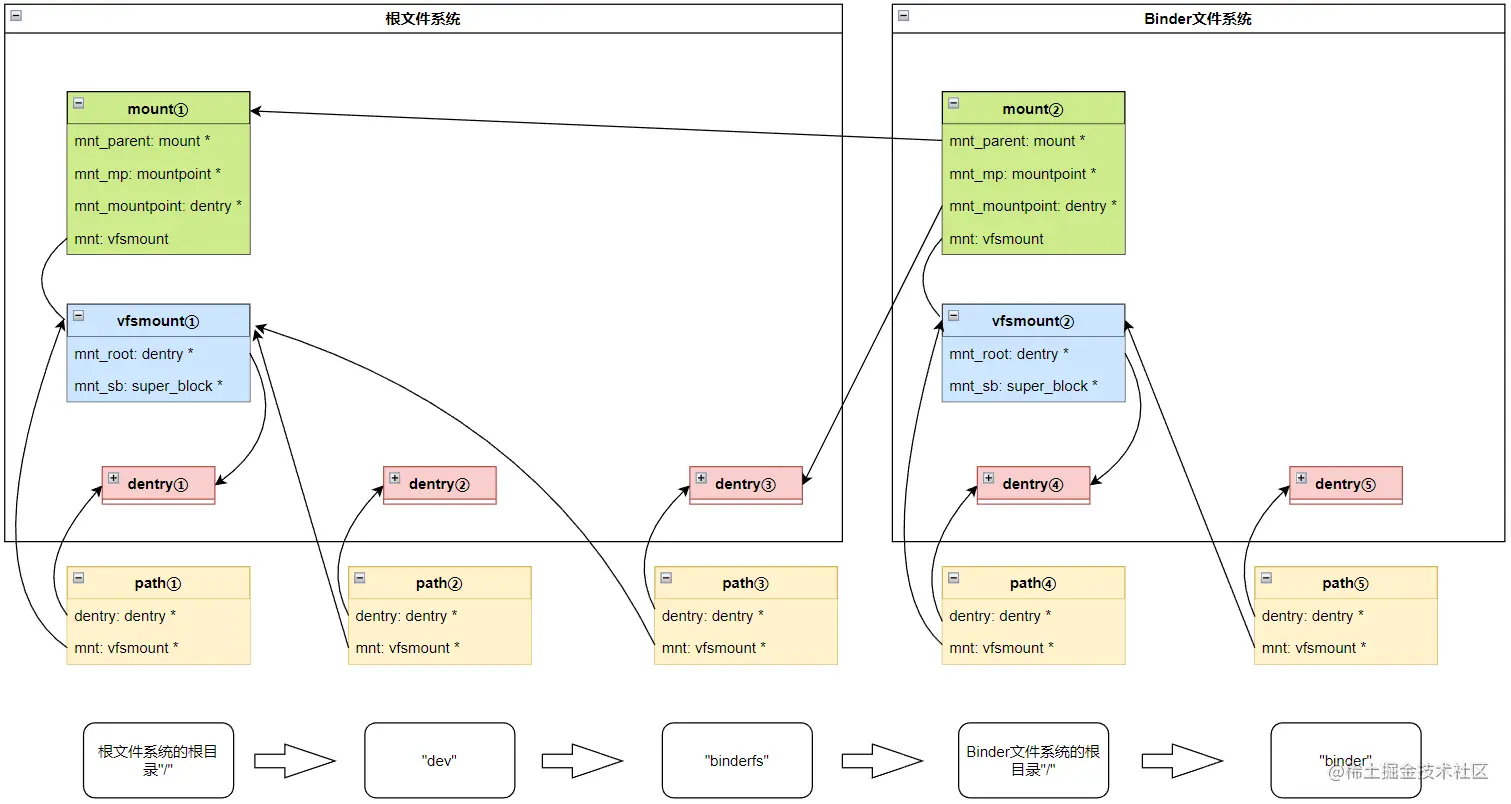 根文件系统
Binder文件系统
mount①
mnt_parent: mount *
mnt_mp: mountpoint *
mnt_mountpoint: dentry *
mnt: vfsmount
mount②
mnt_parent: mount *
mnt_mp: mountpoint *
mnt_mountpoint: dentry *
mnt: vfsmount
vfsmount①
mnt_root: dentry *
mnt_sb: super_block *
vfsmount②
mnt_root: dentry *
mnt_sb: super_block *
dentry①
dentry②
dentry③
dentry④
dentry⑤
path①
dentry: dentry *
mnt: vfsmount *
path②
dentry: dentry *
mnt: vfsmount *
path③
dentry: dentry *
mnt: vfsmount *
path④
dentry: dentry *
mnt: vfsmount *
path⑤
dentry: dentry *
mnt: vfsmount *
根文件系统的根目
录"/"
"dev"
"binderfs"
Binder文件系统的根
目录"/"
"binder"
@稀土掘金技术社区